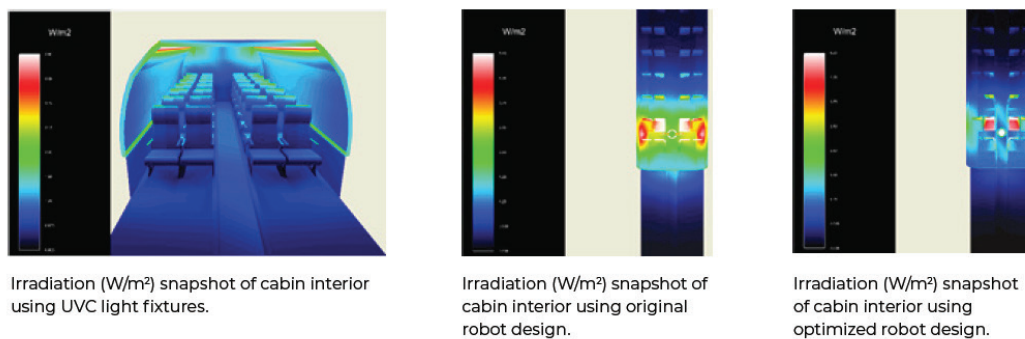 W/m2
W/m2
W/m2
Irradiation (W/m²) snapshot of cabin interior
using UVC light fixtures.
Irradiation (W/m²) snapshot of
cabin interior using original
robot design.
Irradiation (W/m²) snapshot
of cabin interior using
optimized robot design.